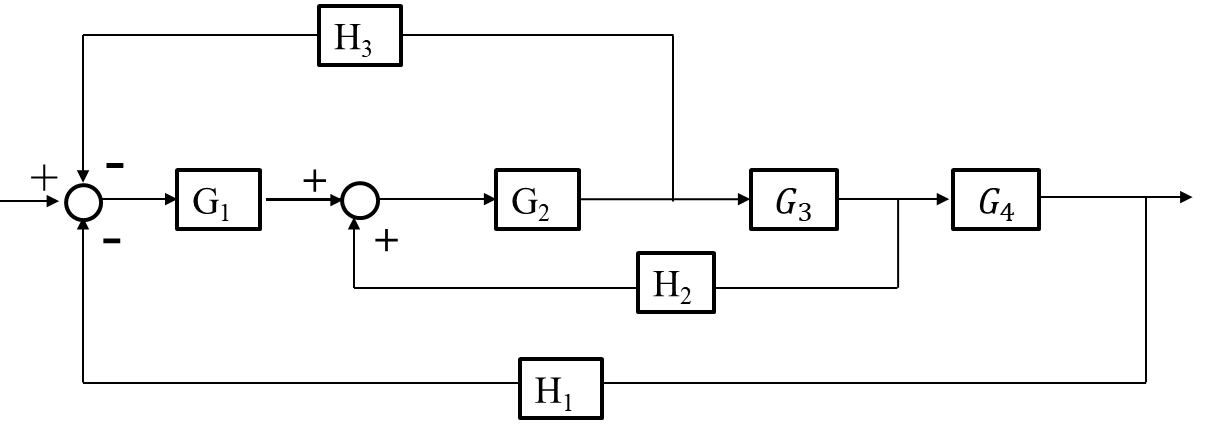 H₃
-
+
G₁
+
G₂
G₃
G₄
-
+
H₂
H₁